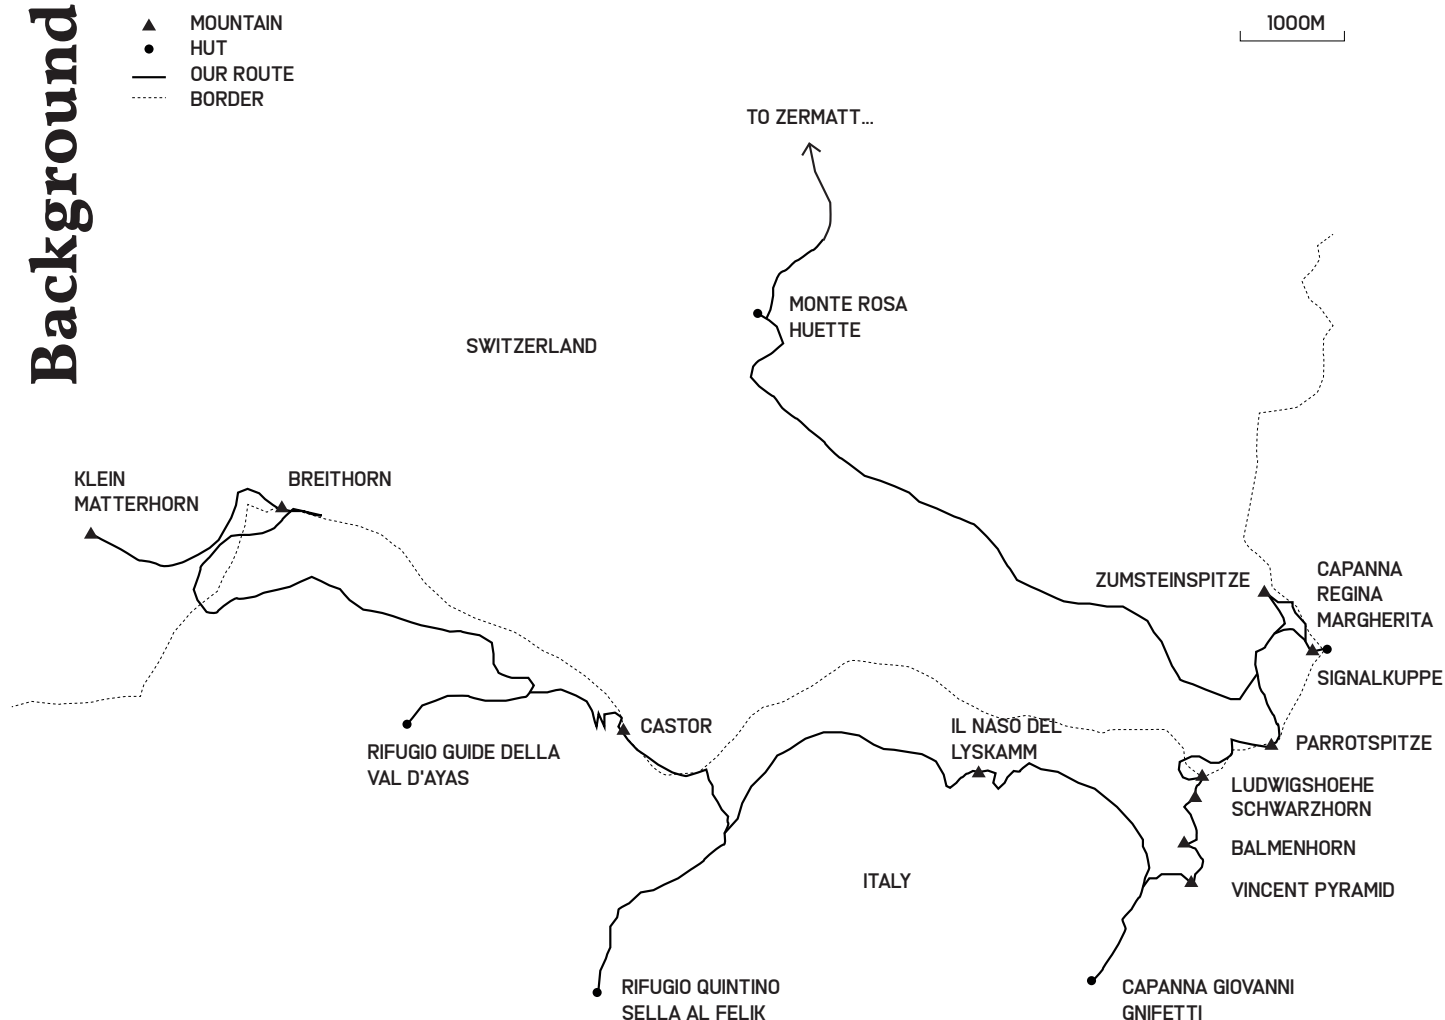 Background
MOUNTAIN
HUT
OUR ROUTE
BORDER
1000M
TO ZERMATT...
MONTE ROSA
HUETTE
SWITZERLAND
KLEIN
MATTERHORN
BREITHORN
ZUMSTEINSPITZE
CAPANNA
REGINA
MARGHERITA
SIGNALKUPPE
CASTOR
IL NASO DEL
LYSKAMM
PARROTSPITZE
RIFUGIO GUIDE DELLA
VAL D'AYAS
LUDWIGSHOEHE
SCHWARZHORN
BALMENHORN
ITALY
VINCENT PYRAMID
RIFUGIO QUINTINO
SELLA AL FELIK
CAPANNA GIOVANNI
GNIFETTI